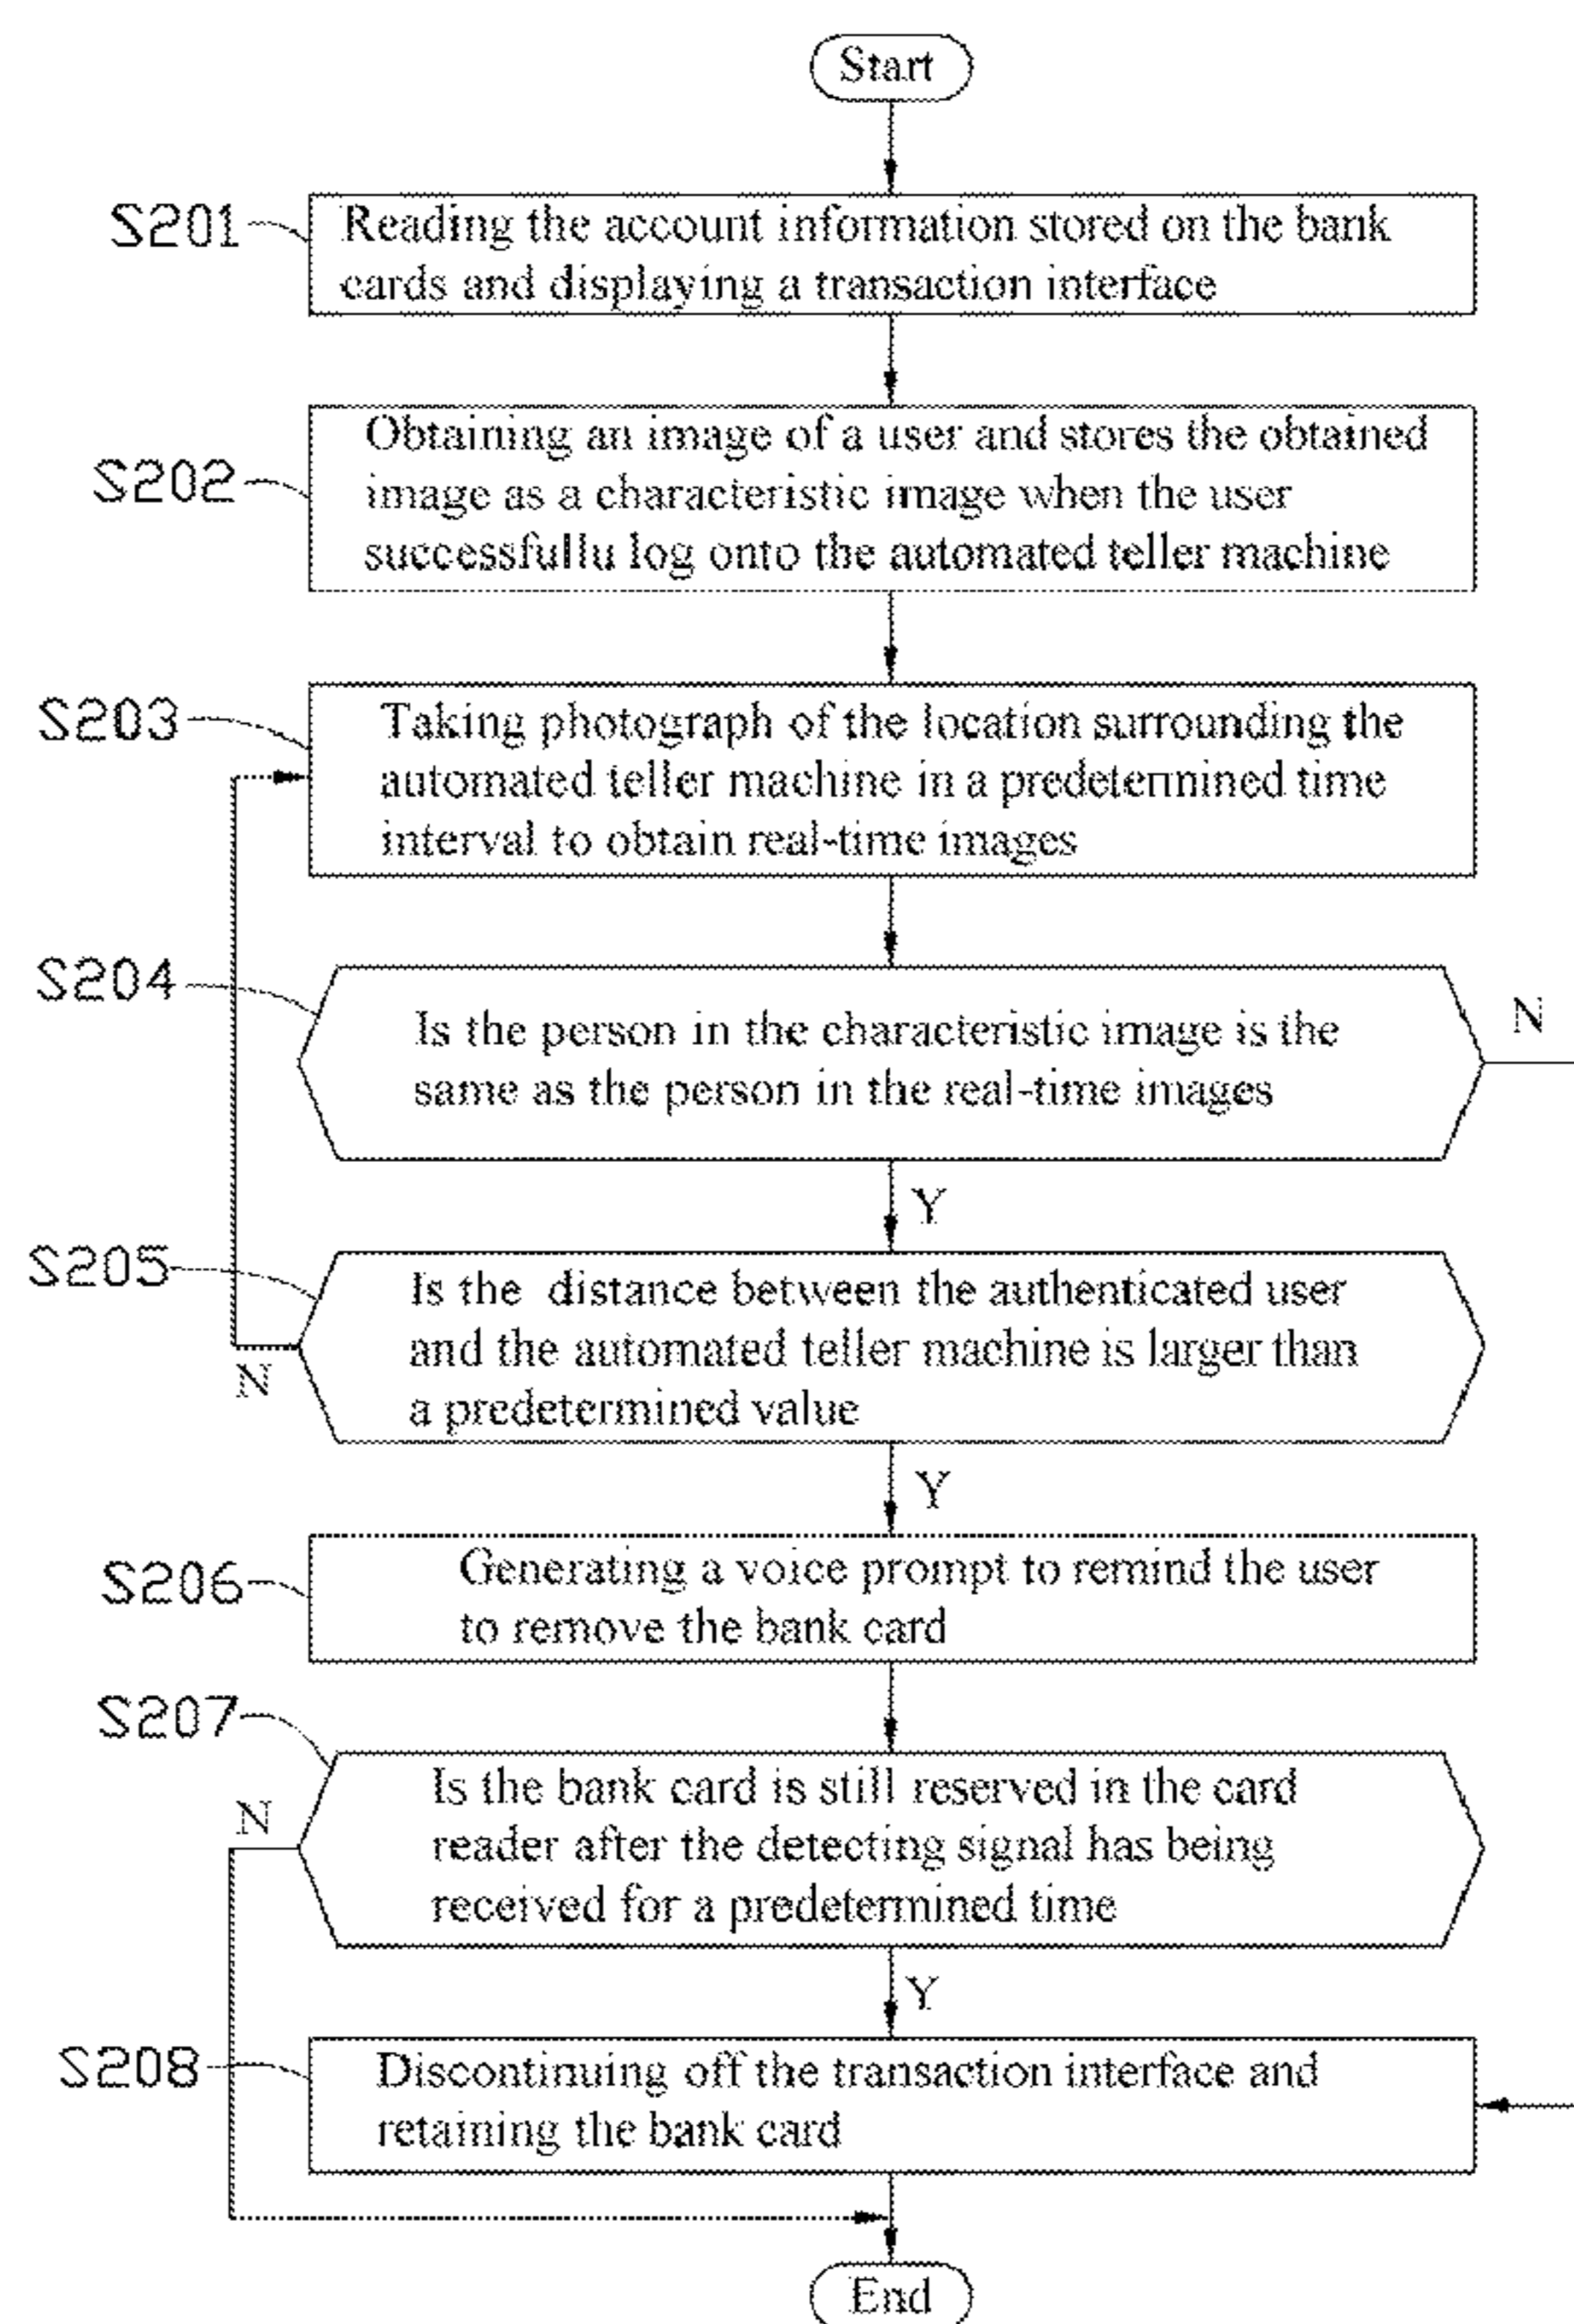 Start
S201
Reading the account information stored on the bank
cards and displaying a transaction interface
S202
Obtaining an image of a user and stores the obtained
image as a characteristic image when the user
successfullu log onto the automated teller machine
S203
Taking photograph of the location surrounding the
automated teller machine in a predetermined time
interval to obtain real-time images
S204
Is the person in the characteristic image is the
same as the person in the real-time images
N
Y
S205
Is the distance between the authenticated user
and the automated teller machine is larger than
a predetermined value
N
Y
S206
Generating a voice prompt to remind the user
to remove the bank card
S207
Is the bank card is still reserved in the card
reader after the detecting signal has being
received for a predetermined time
N
Y
S208
Discontinuing off the transaction interface and
retaining the bank card
End